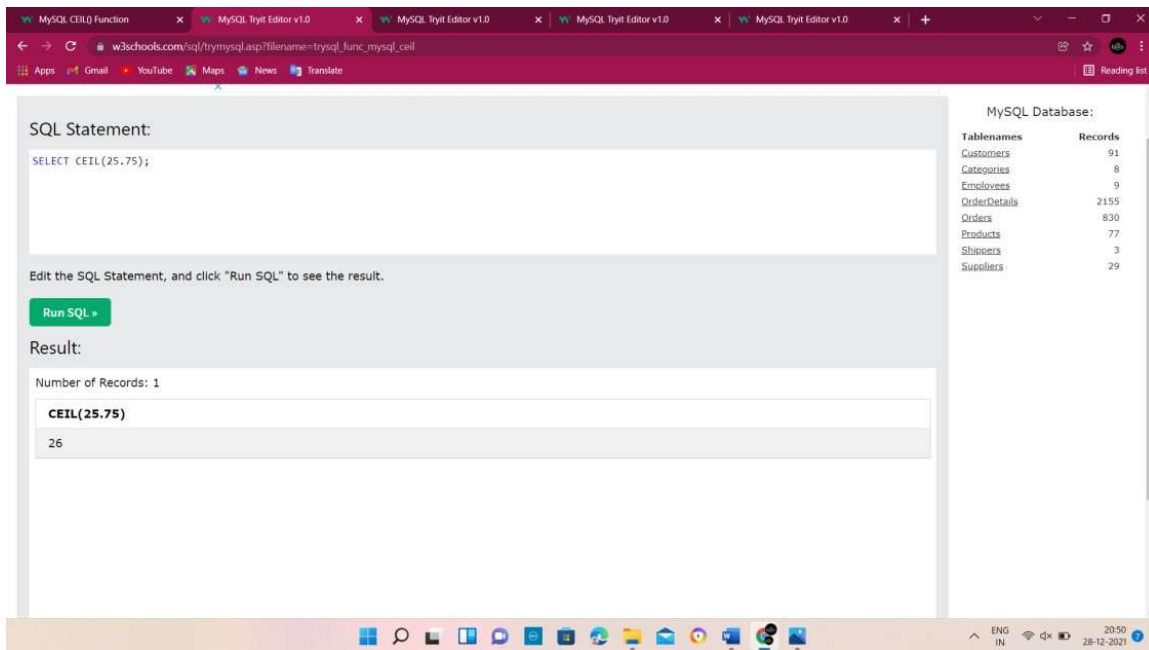 MySQL CEIL() Function
MySQL Tryit Editor v1.0
MySQL Tryit Editor v1.0
MySQL Tryit Editor v1.0
MySQL Tryit Editor v1.0
w3schools.com/sql/trymysql.asp?filename=trysql_func_mysql_ceil
Apps Gmail YouTube Maps News Translate Reading list
SQL Statement:
SELECT CEIL(25.75);
Edit the SQL Statement, and click "Run SQL" to see the result.
Run SQL »
Result:
Number of Records: 1
CEIL(25.75)
26
MySQL Database:
Tablenames Records
Customers 91
Categories 8
Employees 9
OrderDetails 2155
Orders 830
Products 77
Shippers 3
Suppliers 29
ENG
IN
20:50
28-12-2021